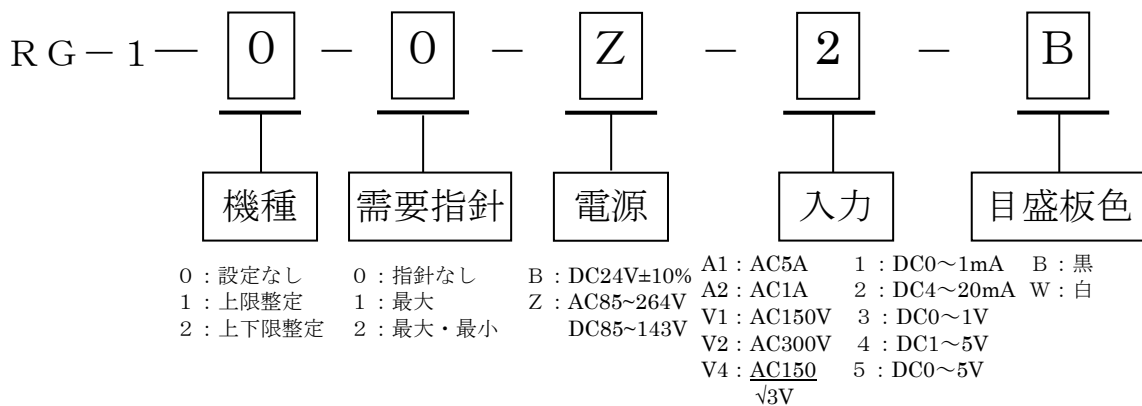 RG－1－0－0－Z－2－B
機種 需要指針 電源 入力 目盛板色
0：設定なし
1：上限整定
2：上下限整定
0：指針なし
1：最大
2：最大・最小
B：DC24V±10%
Z：AC85~264V
DC85~143V
A1：AC5A
A2：AC1A
V1：AC150V
V2：AC300V
V4：AC150
√3V
1：DC0～1mA
2：DC4～20mA
3：DC0～1V
4：DC1～5V
5：DC0～5V
B：黒
W：白